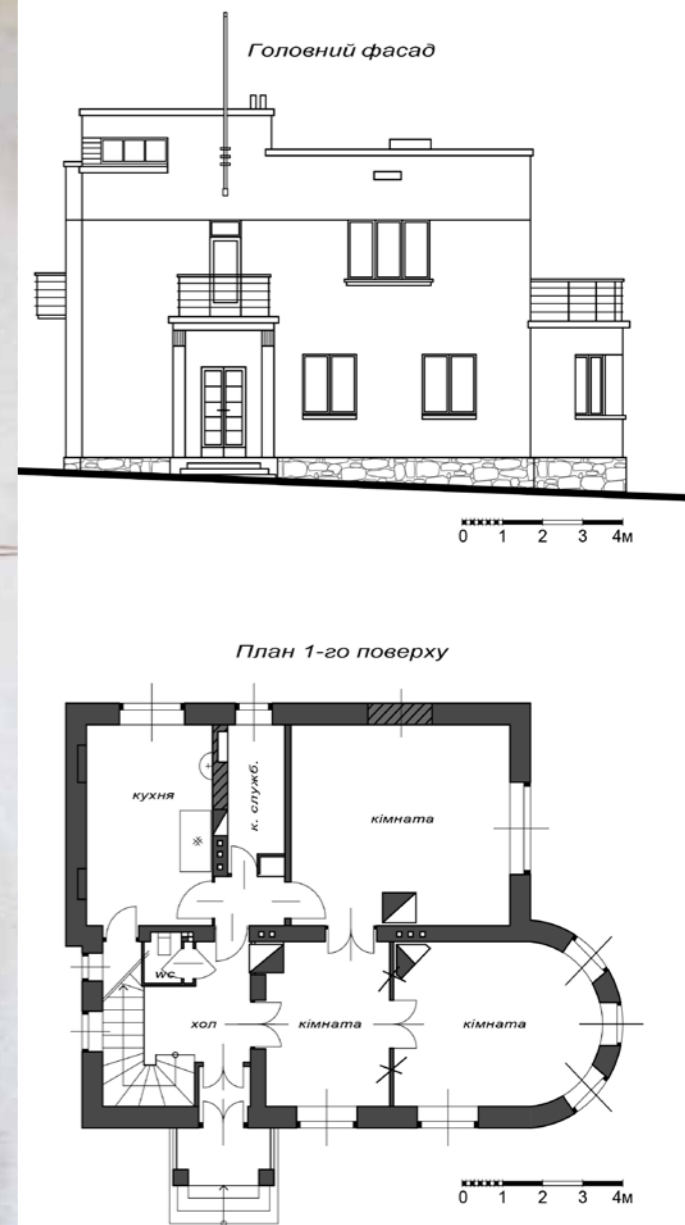 Головний фасад
0 1 2 3 4м
План 1-го поверху
кухня
к. служб.
кімната
wc
хол
кімната
кімната
0 1 2 3 4м